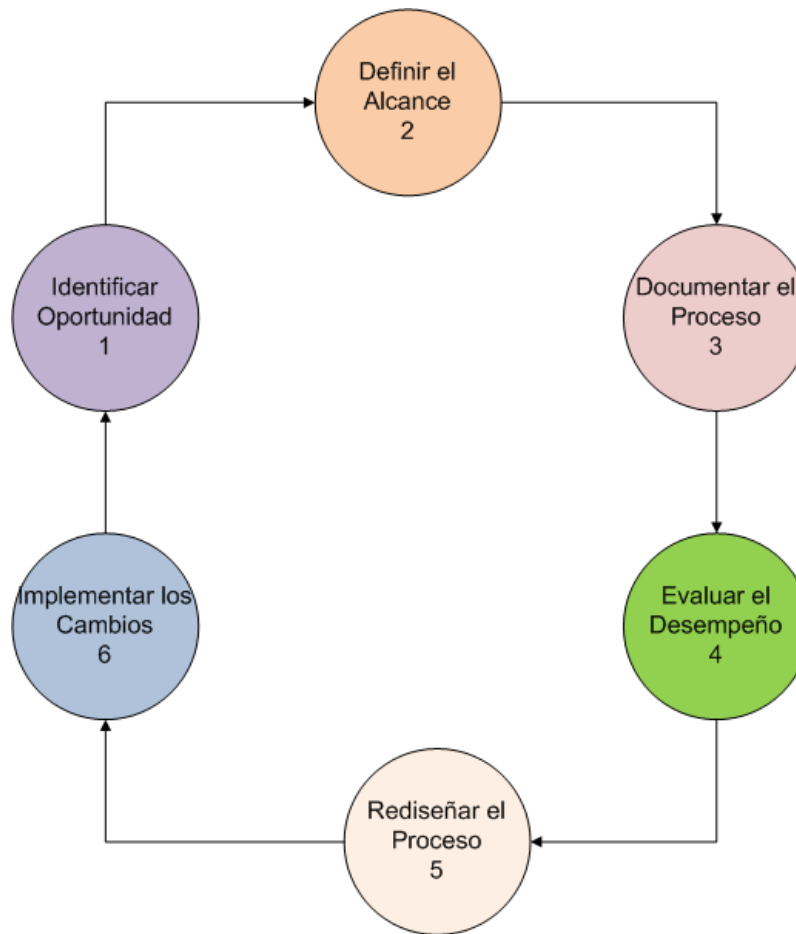 Definir el
Alcance
2
Identificar
Oportunidad
1
Documentar el
Proceso
3
Implementar los
Cambios
6
Evaluar el
Desempeño
4
Rediseñar el
Proceso
5